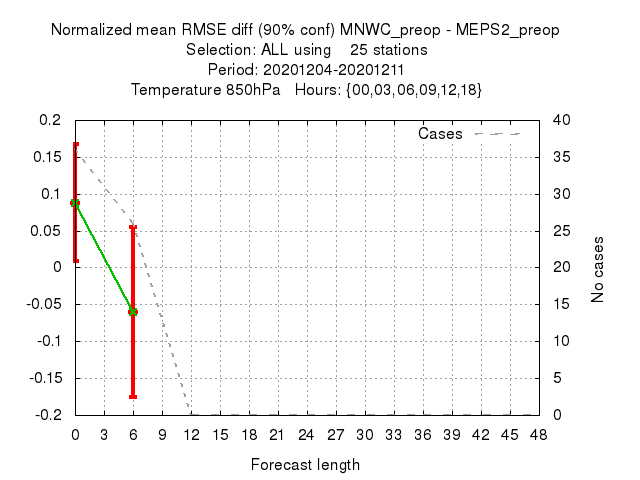 Normalized mean RMSE diff (90% conf) MNWC_preop - MEPS2_preop
Selection: ALL using    25 stations
Period: 20201204-20201211
Temperature 850hPa   Hours: {00,03,06,09,12,18}
Cases
0.2
0.15
0.1
0.05
0
-0.05
-0.1
-0.15
-0.2
40
35
30
25
20
15
10
5
0
No cases
0 3 6 9 12 15 18 21 24 27 30 33 36 39 42 45 48
Forecast length